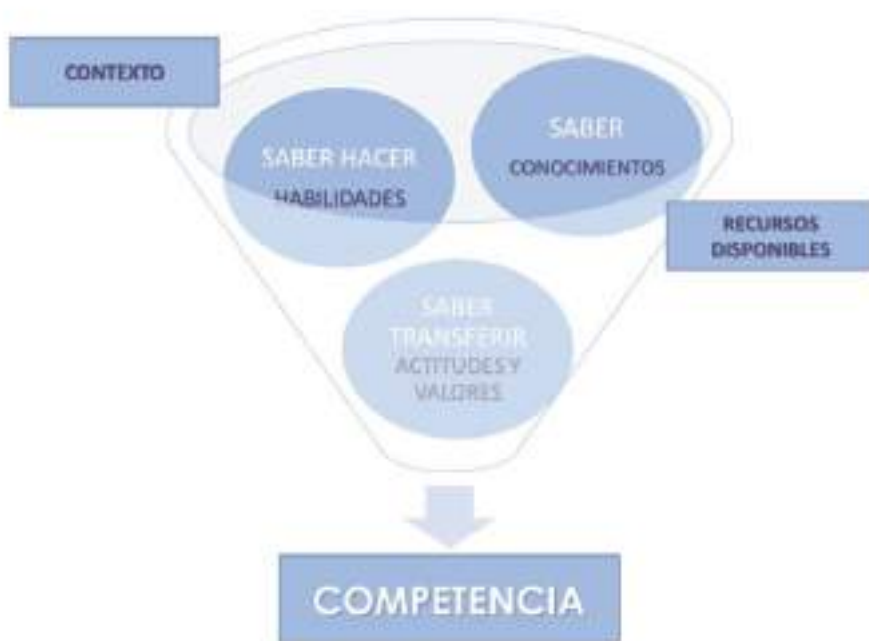 CONTEXTO
SABER HACER
HABILIDADES
SABER
CONOCIMIENTOS
RECURSOS
DISPONIBLES
SABER
TRANSFERIR
ACTITUDES Y
VALORES
COMPETENCIA